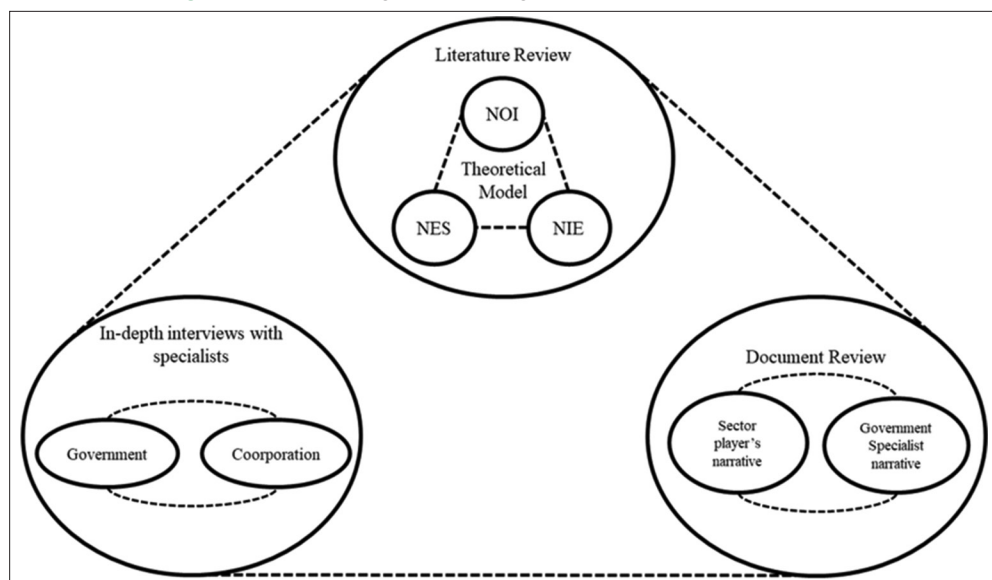 Literature Review
NOI
Theoretical
Model
NES
NIE
In-depth interviews with
specialists
Government
Coorporation
Document Review
Sector
player's
narrative
Government
Specialist
narrative